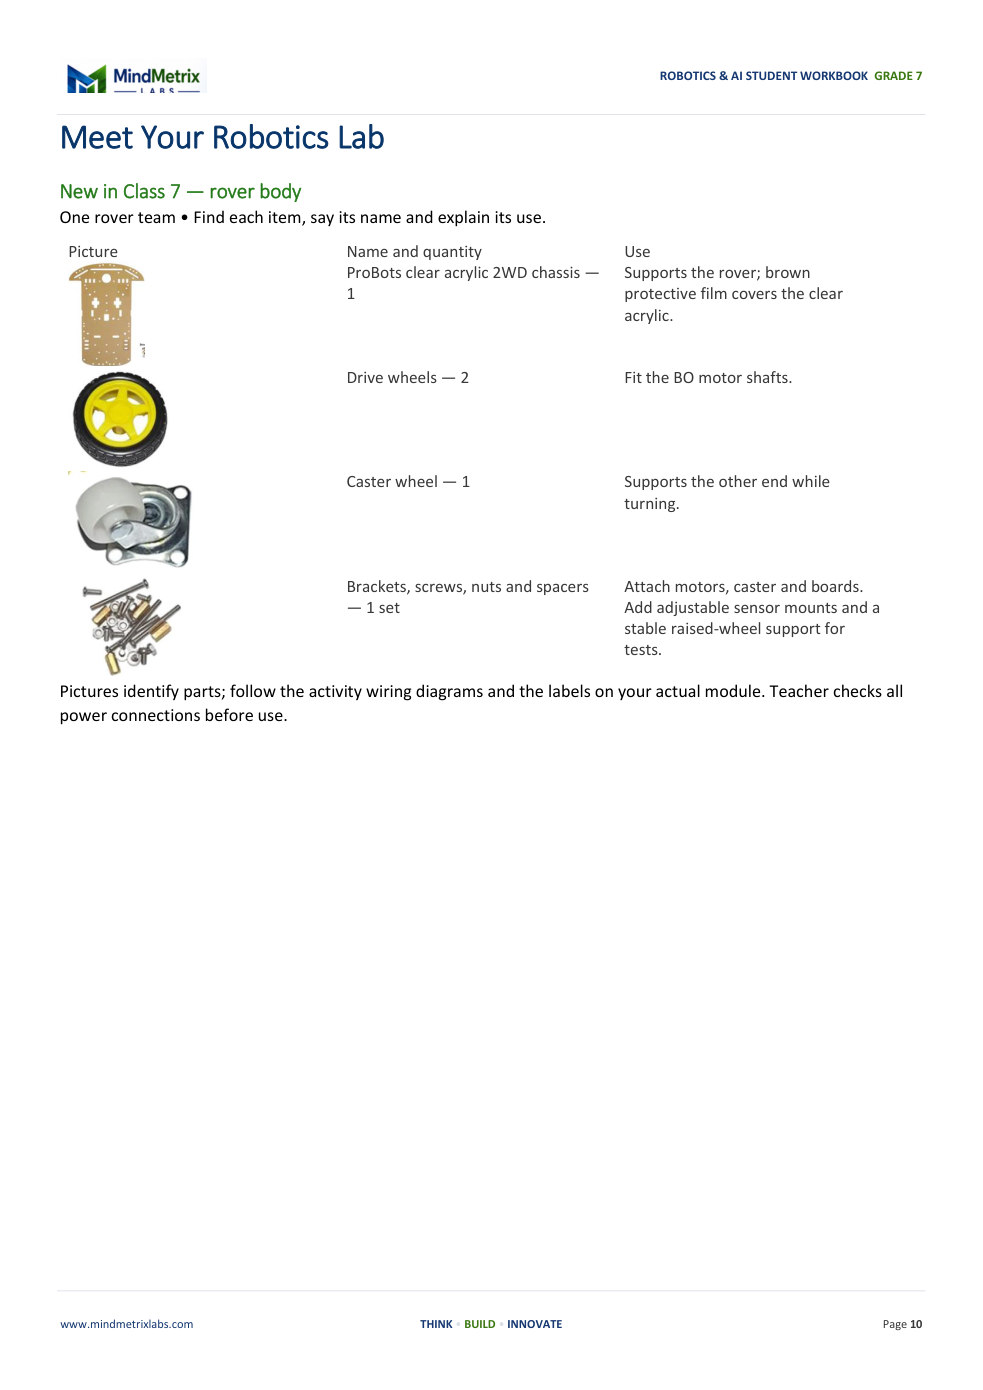 MindMetrix
LABS
ROBOTICS & AI STUDENT WORKBOOK GRADE 7
Meet Your Robotics Lab
New in Class 7 — rover body
One rover team • Find each item, say its name and explain its use.
Picture
Name and quantity
Use
ProBots clear acrylic 2WD chassis —
1
Supports the rover; brown
protective film covers the clear
acrylic.
Drive wheels — 2
Fit the BO motor shafts.
Caster wheel — 1
Supports the other end while
turning.
Brackets, screws, nuts and spacers
— 1 set
Attach motors, caster and boards.
Add adjustable sensor mounts and a
stable raised-wheel support for
tests.
Pictures identify parts; follow the activity wiring diagrams and the labels on your actual module. Teacher checks all
power connections before use.
www.mindmetrixlabs.com
THINK • BUILD • INNOVATE
Page 10